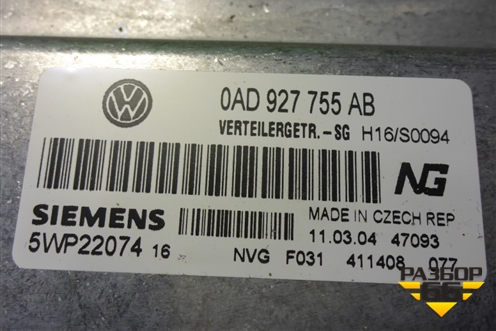 0AD 927 755 AB
VERTEILERGETR.-SG H16/S0094
NG
SIEMENS
MADE IN CZECH REP
5WP22074 16
11.03.04 47093
NVG F031 411408 077
РАЗБОР
66